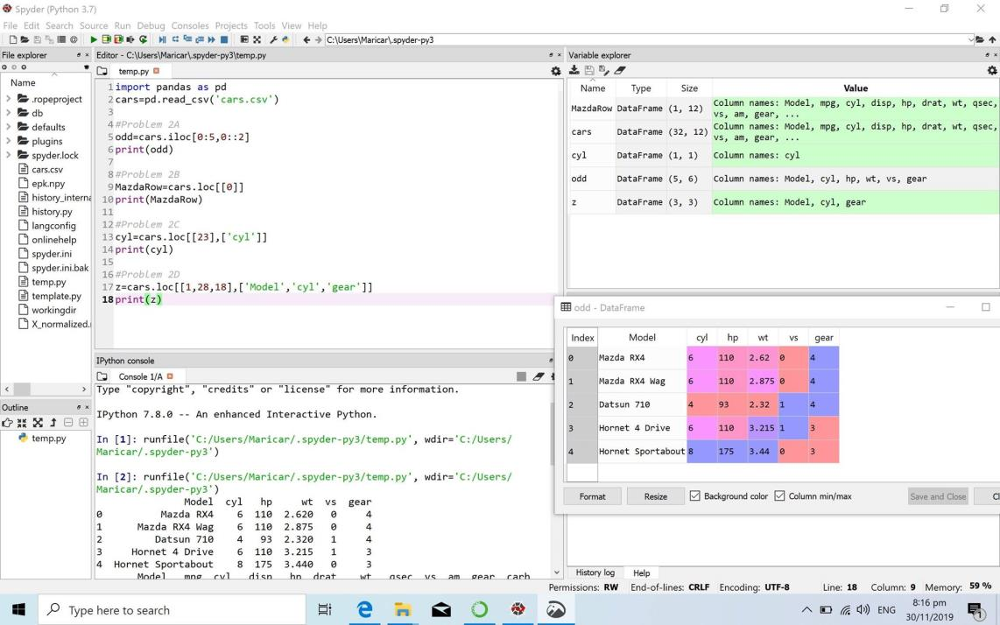 Spyder (Python 3.7)
File Edit Search Source Run Debug Consoles Projects Tools View Help
C:\Users\Maricar\.spyder-py3
File explorer
Name
.ropeproject
db
defaults
plugins
spyder.lock
cars.csv
epk.npy
history_interna
history.py
langconfig
onlinehelp
spyder.ini
spyder.ini.bak
temp.py
template.py
workingdir
X_normalized.
Outline
temp.py
Editor - C:\Users\Maricar\.spyder-py3\temp.py
temp.py
1 import pandas as pd
2 cars=pd.read_csv('cars.csv')
3
4 #Problem 2A
5 odd=cars.iloc[0:5,0::2]
6 print(odd)
7
8 #Problem 2B
9 MazdaRow=cars.loc[[0]]
10 print(MazdaRow)
11
12 #Problem 2C
13 cyl=cars.loc[[23],['cyl']]
14 print(cyl)
15
16 #Problem 2D
17 z=cars.loc[[1,28,18],['Model','cyl','gear']]
18 print(z)
IPython console
Console 1/A
Type "copyright", "credits" or "license" for more information.
IPython 7.8.0 -- An enhanced Interactive Python.
In [1]: runfile('C:/Users/Maricar/.spyder-py3/temp.py', wdir='C:/Users/
Maricar/.spyder-py3')
In [2]: runfile('C:/Users/Maricar/.spyder-py3/temp.py', wdir='C:/Users/
Maricar/.spyder-py3')
Model cyl hp wt vs gear
0 Mazda RX4 6 110 2.620 0 4
1 Mazda RX4 Wag 6 110 2.875 0 4
2 Datsun 710 4 93 2.320 1 4
3 Hornet 4 Drive 6 110 3.215 1 3
4 Hornet Sportabout 8 175 3.440 0 3
Model mpg cyl disp hp drat wt qsec vs am gear carb
Variable explorer
Name Type Size Value
MazdaRow DataFrame (1, 12) Column names: Model, mpg, cyl, disp, hp, drat, wt, qsec,
vs, am, gear, ...
cars DataFrame (32, 12) Column names: Model, mpg, cyl, disp, hp, drat, wt, qsec,
vs, am, gear, ...
cyl DataFrame (1, 1) Column names: cyl
odd DataFrame (5, 6) Column names: Model, cyl, hp, wt, vs, gear
z DataFrame (3, 3) Column names: Model, cyl, gear
odd - DataFrame
Index Model cyl hp wt vs gear
0 Mazda RX4 6 110 2.62 0 4
1 Mazda RX4 Wag 6 110 2.875 0 4
2 Datsun 710 4 93 2.32 1 4
3 Hornet 4 Drive 6 110 3.215 1 3
4 Hornet Sportabout 8 175 3.44 0 3
Format Resize Background color Column min/max Save and Close Cl
History log Help
Permissions: RW End-of-lines: CRLF Encoding: UTF-8 Line: 18 Column: 9 Memory: 59 %
Type here to search
ENG
8:16 pm
30/11/2019
1